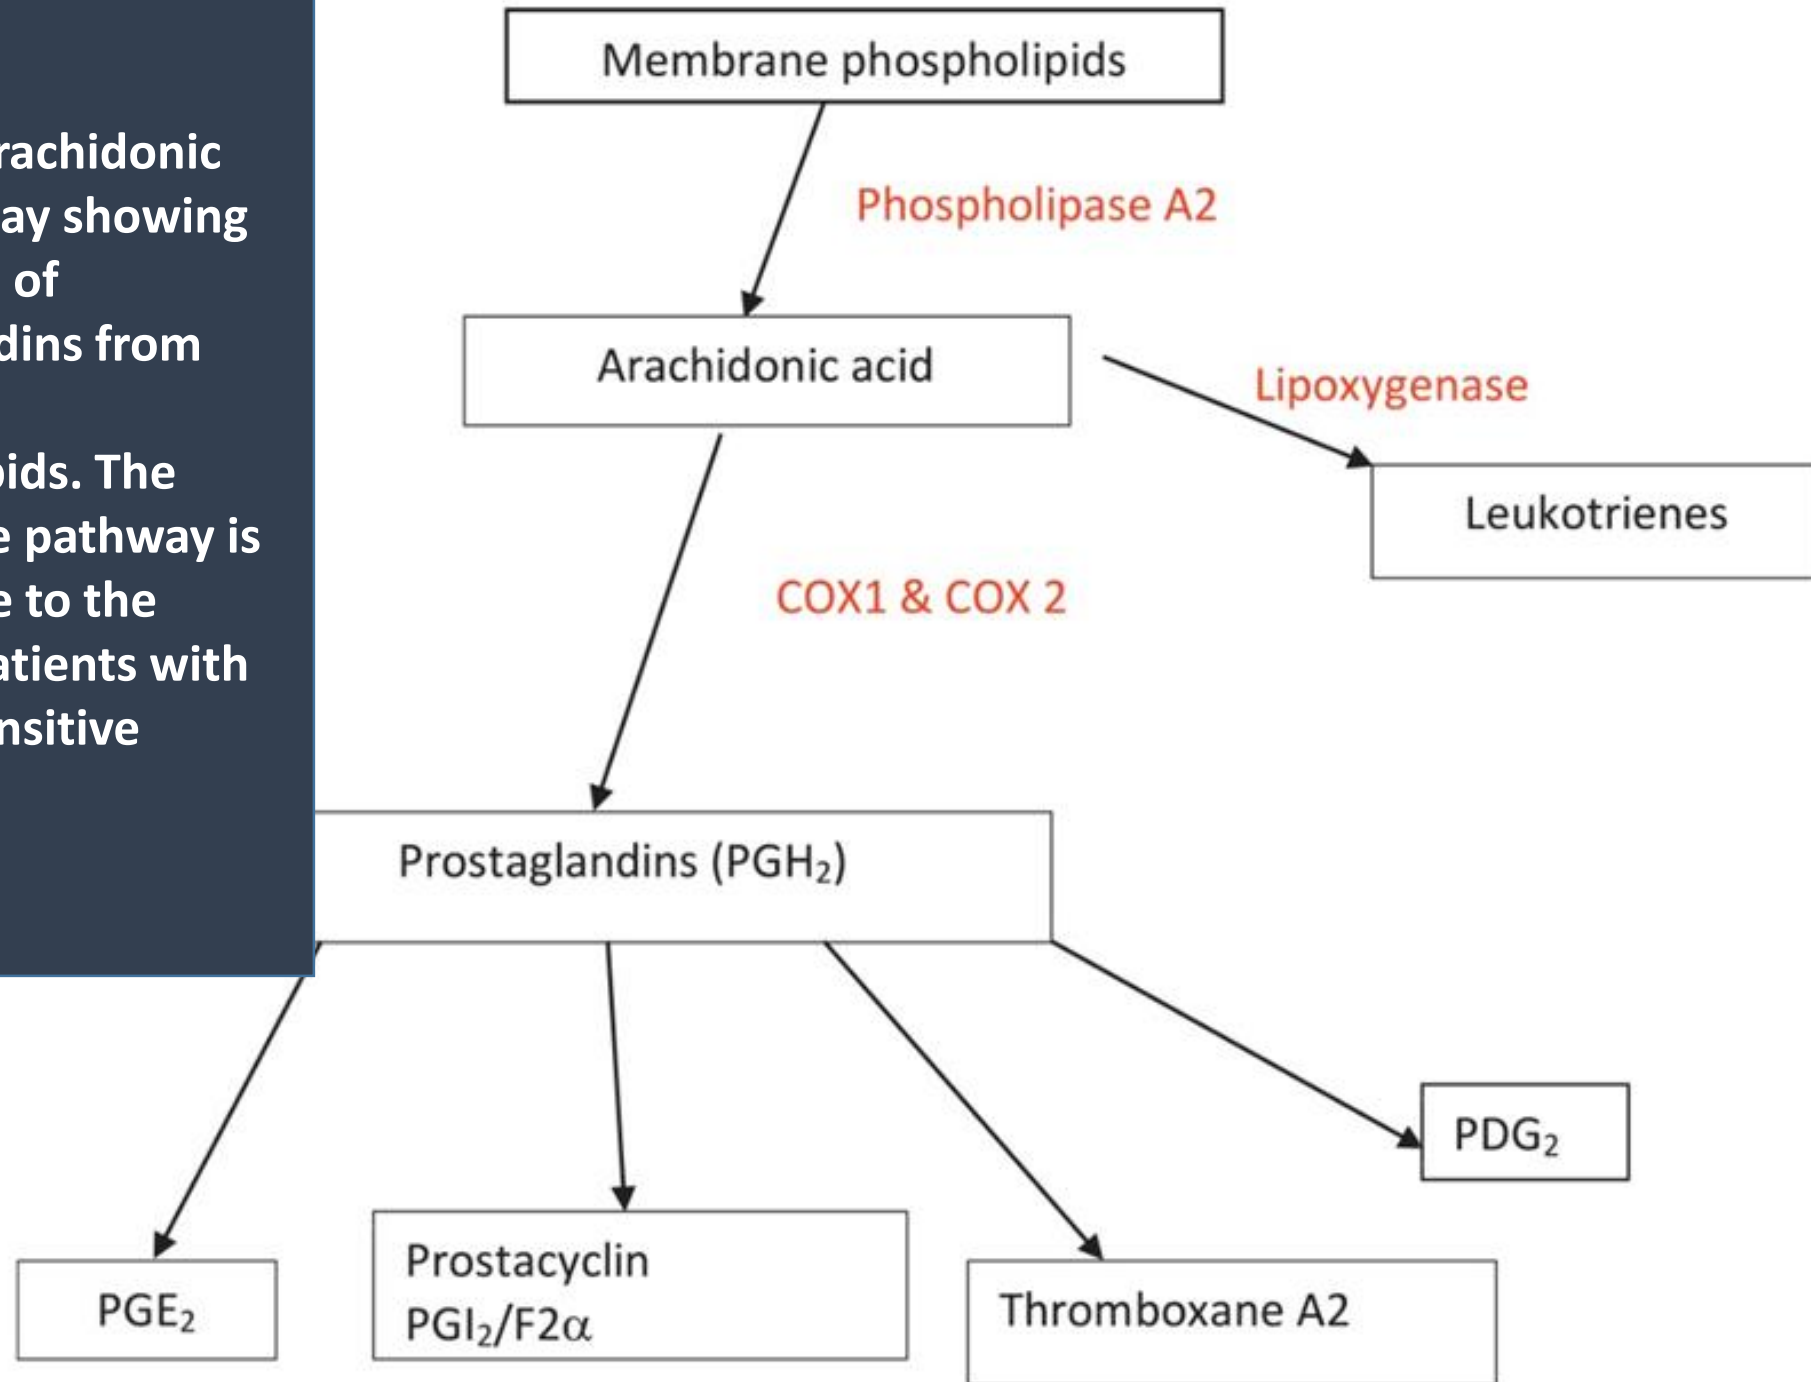 rachidonic
ay showing
of
dins from
oids. The
e pathway is
e to the
atients with
nsitive
Membrane phospholipids
Phospholipase A2
Arachidonic acid
Lipoxygenase
Leukotrienes
COX1 & COX 2
Prostaglandins (PGH₂)
PDG₂
PGE₂
Prostacyclin
PGI₂/F2α
Thromboxane A2